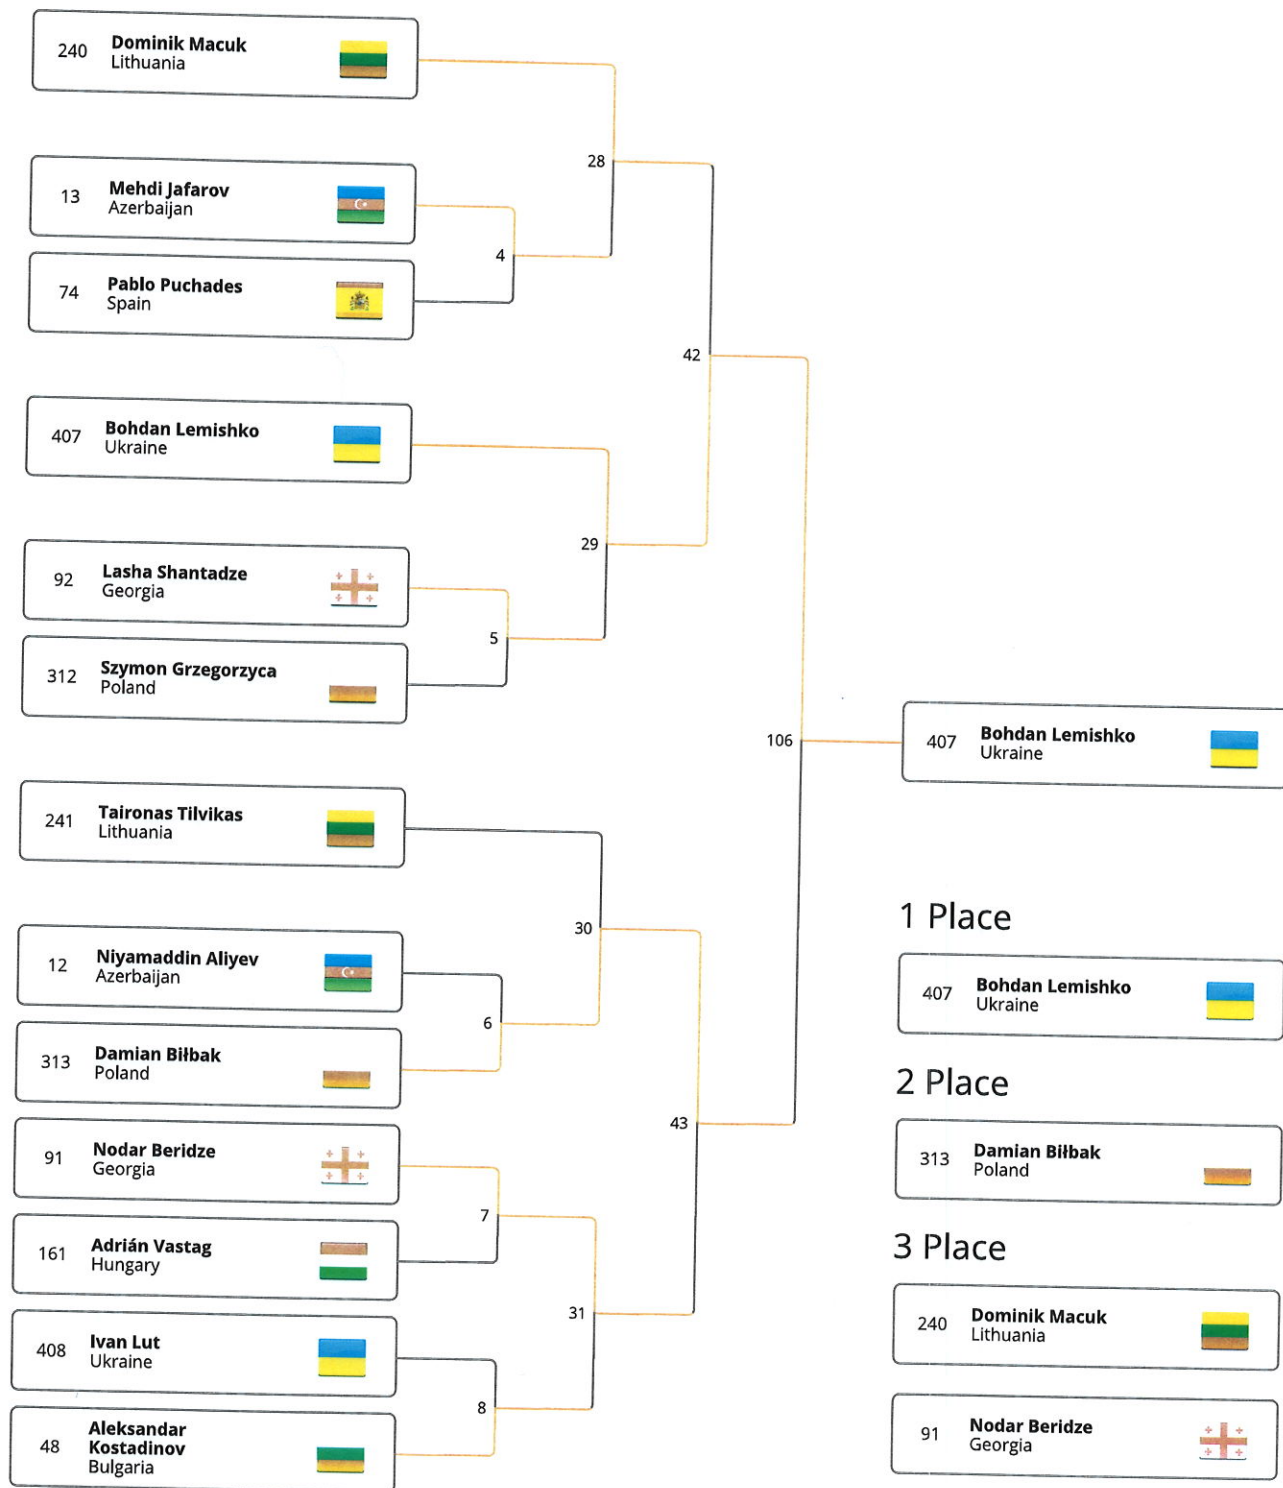 240 Dominik Macuk
Lithuania
28
13 Mehdi Jafarov
Azerbaijan
4
74 Pablo Puchades
Spain
42
407 Bohdan Lemishko
Ukraine
29
92 Lasha Shantadze
Georgia
5
312 Szymon Grzegorzyca
Poland
106
407 Bohdan Lemishko
Ukraine
241 Taironas Tilvikas
Lithuania
30
12 Niyamaddin Aliyev
Azerbaijan
6
313 Damian Biłbak
Poland
43
91 Nodar Beridze
Georgia
7
161 Adrián Vastag
Hungary
31
408 Ivan Lut
Ukraine
8
48 Aleksandar
Kostadinov
Bulgaria
1 Place
407 Bohdan Lemishko
Ukraine
2 Place
313 Damian Biłbak
Poland
3 Place
240 Dominik Macuk
Lithuania
91 Nodar Beridze
Georgia